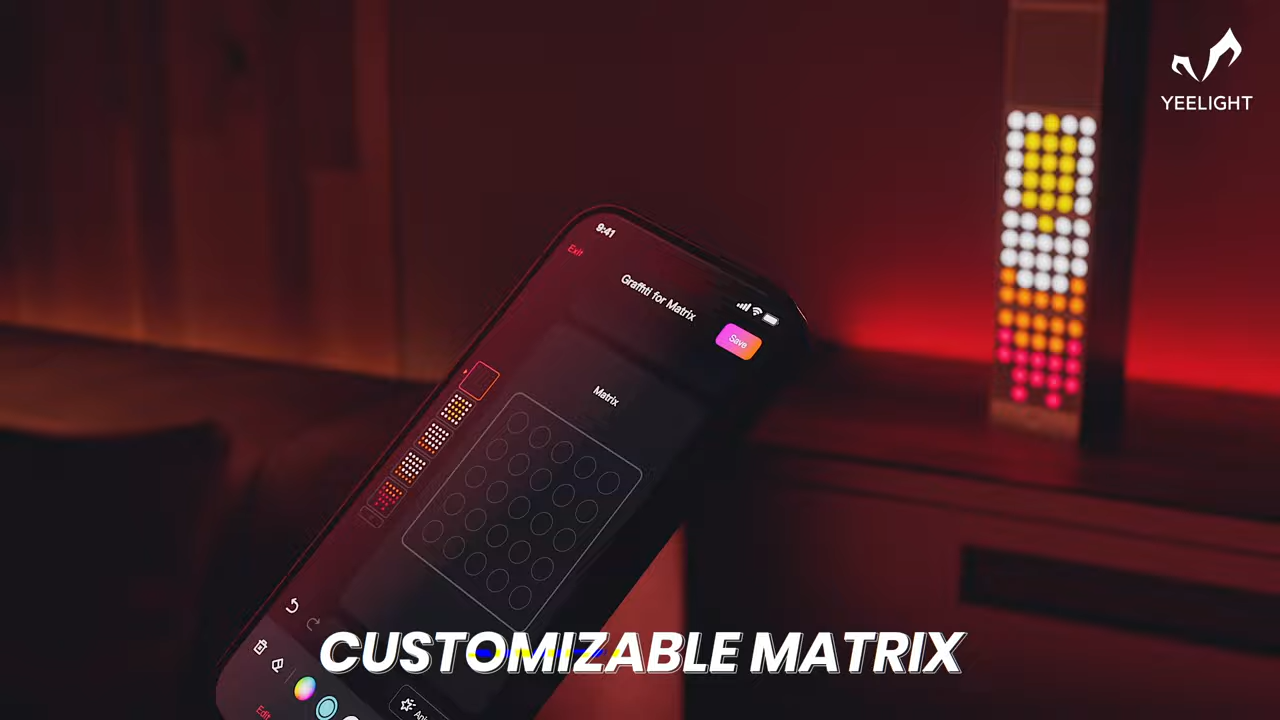 YEELIGHT
9:41
Exit
Graffiti for Matrix
Save
Matrix
CUSTOMIZABLE MATRIX
Edit